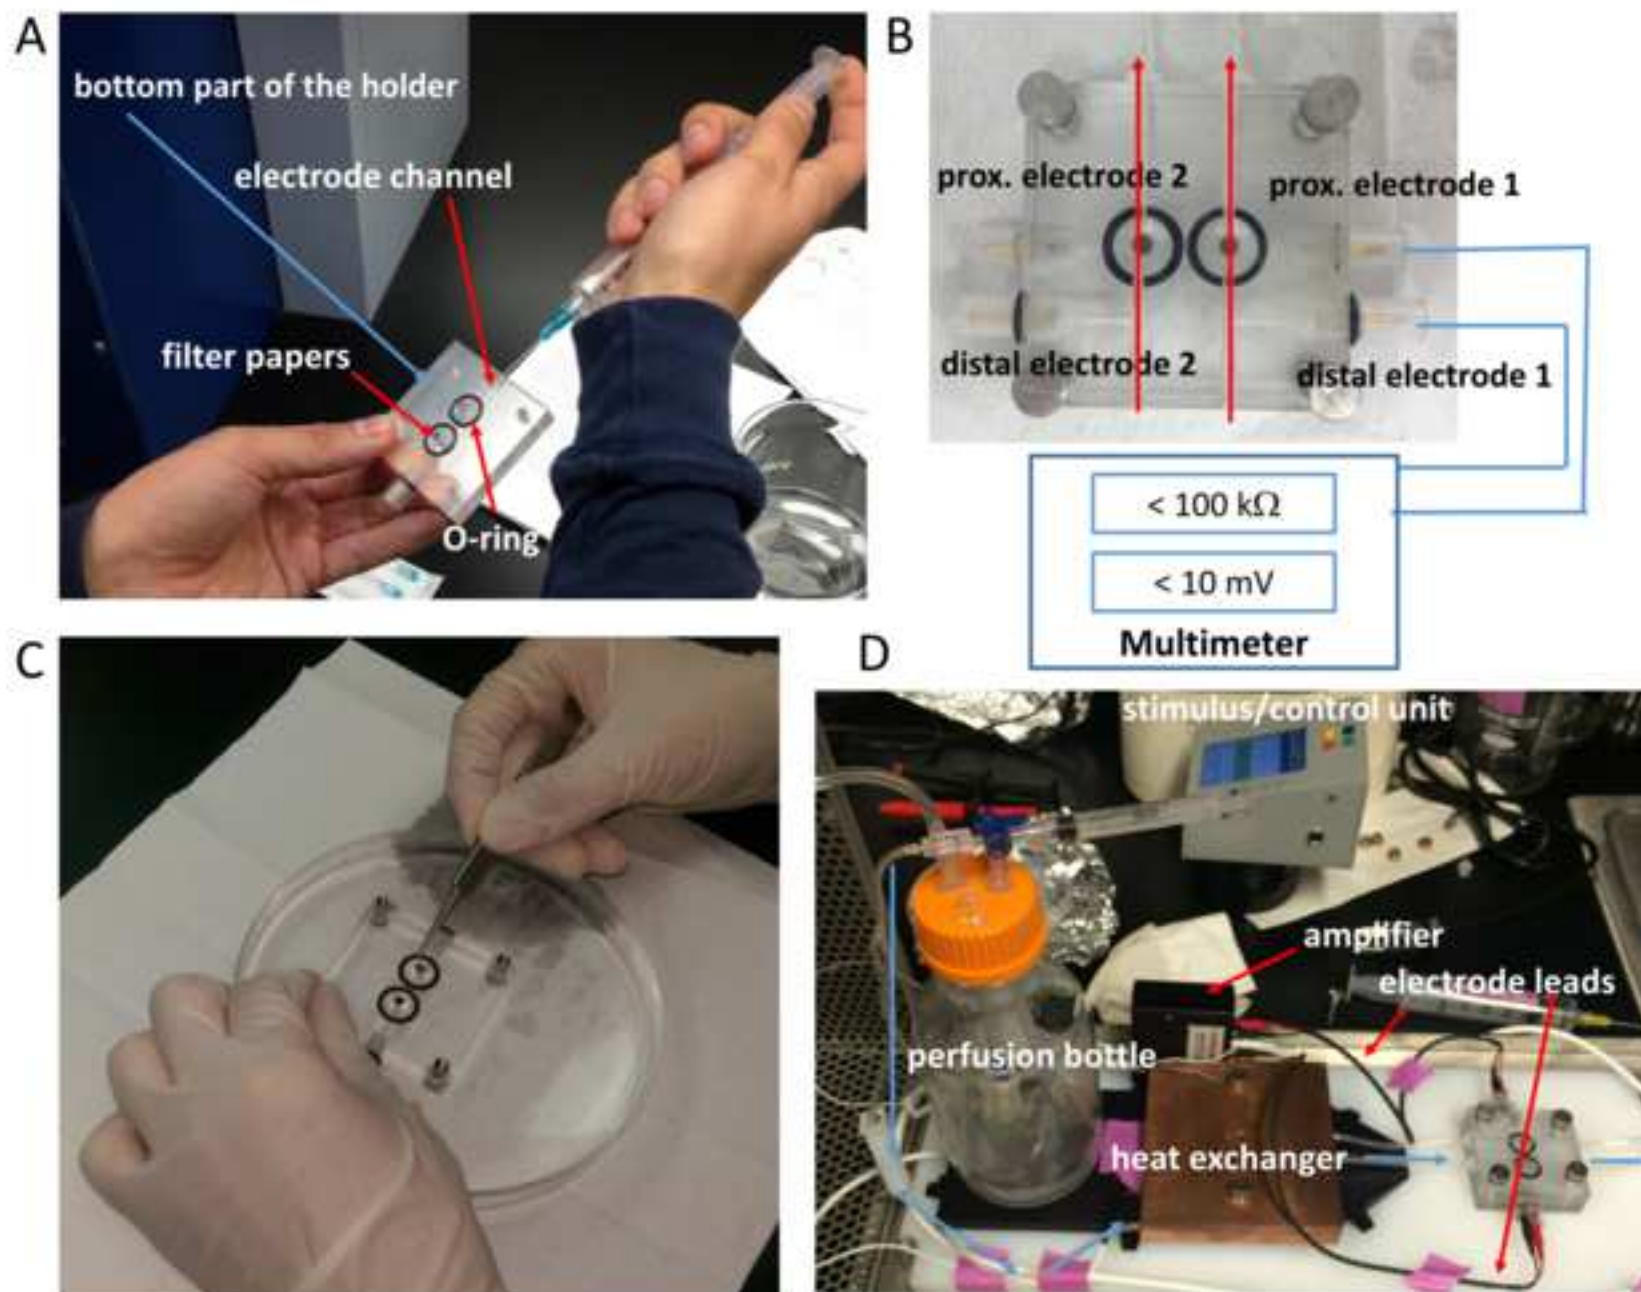 A
bottom part of the holder
electrode channel
filter papers
O-ring
B
prox. electrode 2
prox. electrode 1
distal electrode 2
distal electrode 1
< 100 kΩ
< 10 mV
Multimeter
C
D
stimulus/control unit
amplifier
electrode leads
perfusion bottle
heat exchanger